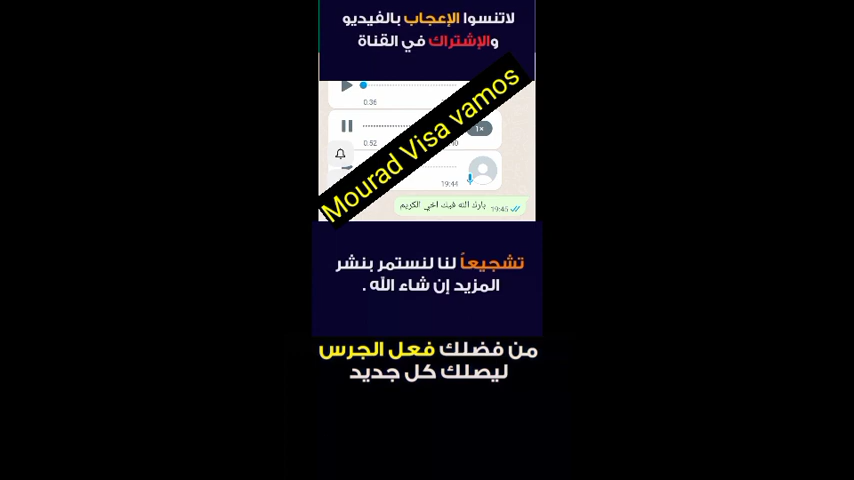 لاتنسوا الإعجاب بالفيديو
والإشتراك في القناة
0:36
1×
0:52
19:44
Mourad Visa vamos
بارك الله فيك اخي الكريم 19:45
تشجيعاً لنا لنستمر بنشر
المزيد إن شاء الله .
من فضلك فعل الجرس
ليصلك كل جديد